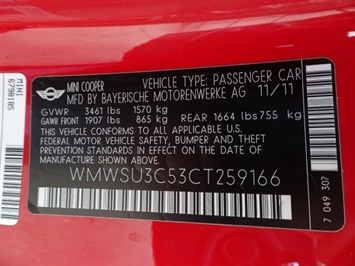 MINI COOPER
VEHICLE TYPE: PASSENGER CAR
MFD BY BAYERISCHE MOTORENWERKE AG 11/11
GVWR 3461 lbs 1570 kg
GAWR FRONT 1907 lbs 865 kg REAR 1664 lbs 755 kg
THIS VEHICLE CONFORMS TO ALL APPLICABLE U.S.
FEDERAL MOTOR VEHICLE SAFETY, BUMPER AND THEFT
PREVENTION STANDARDS IN EFFECT ON THE DATE OF
MANUFACTURE SHOWN ABOVE.
WMWSU3C53CT259166
7 049 307
MINI